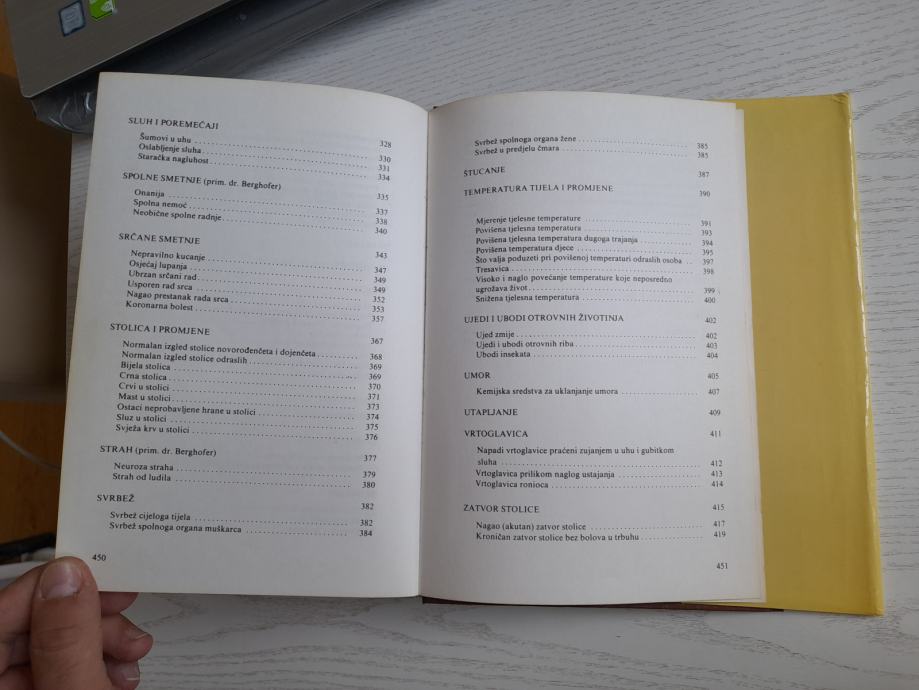 SLUH I POREMEĆAJI 328
Šumovi u uhu 330
Oslabljenje sluha 331
Staračka nagluhost 334
SPOLNE SMETNJE (prim. dr. Berghofer) 335
Onanija 337
Spolna nemoć 338
Neobične spolne radnje 340
SRČANE SMETNJE 343
Nepravilno kucanje 347
Osjećaj lupanja 349
Ubrzan srčani rad 349
Usporen rad srca 352
Nagao prestanak rada srca 353
Koronarna bolest 357
STOLICA I PROMJENE 367
Normalan izgled stolice novorođenčeta i dojenčeta 368
Normalan izgled stolice odraslih 369
Bijela stolica 369
Crna stolica 370
Crvi u stolici 371
Mast u stolici 373
Ostaci neprobavljene hrane u stolici 374
Sluz u stolici 375
Svježa krv u stolici 376
STRAH (prim. dr. Berghofer) 377
Neuroza straha 379
Strah od ludila 380
SVRBEŽ 382
Svrbež cijeloga tijela 382
Svrbež spolnoga organa muškarca 384
450
Svrbež spolnoga organa žene 385
Svrbež u predjelu čmara 385
ŠTUCANJE 387
TEMPERATURA TIJELA I PROMJENE 390
Mjerenje tjelesne temperature 391
Povišena tjelesna temperatura 393
Povišena tjelesna temperatura dugoga trajanja 394
Povišena temperatura djece 395
Što valja poduzeti pri povišenoj temperaturi odraslih osoba 397
Tresavica 398
Visoko i naglo povećanje temperature koje neposredno
ugrožava život 399
Snižena tjelesna temperatura 400
UJEDI I UBODI OTROVNIH ŽIVOTINJA 402
Ujed zmije 402
Ujedi i ubodi otrovnih riba 403
Ubodi insekata 404
UMOR 405
Kemijska sredstva za uklanjanje umora 407
UTAPLJANJE 409
VRTOGLAVICA 411
Napadi vrtoglavice praćeni zujanjem u uhu i gubitkom
sluha 412
Vrtoglavica prilikom naglog ustajanja 413
Vrtoglavica ronioca 414
ZATVOR STOLICE 415
Nagao (akutan) zatvor stolice 417
Kroničan zatvor stolice bez bolova u trbuhu 419
451